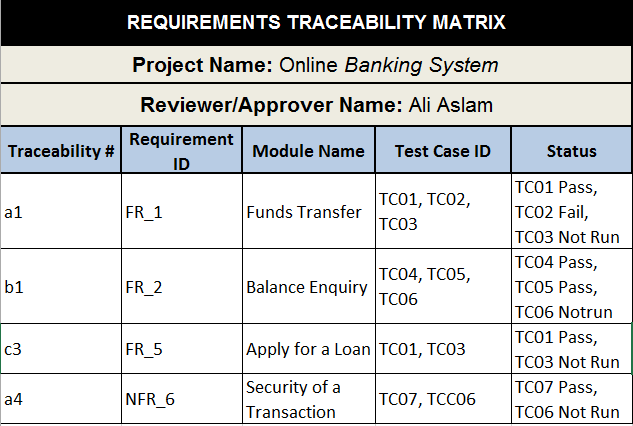 REQUIREMENTS TRACEABILITY MATRIX
Project Name: Online Banking System
Reviewer/Approver Name: Ali Aslam
Traceability # Requirement ID Module Name Test Case ID Status
a1 FR_1 Funds Transfer TC01, TC02, TC03 TC01 Pass, TC02 Fail, TC03 Not Run
b1 FR_2 Balance Enquiry TC04, TC05, TC06 TC04 Pass, TC05 Pass, TC06 Notrun
c3 FR_5 Apply for a Loan TC01, TC03 TC01 Pass, TC03 Not Run
a4 NFR_6 Security of a Transaction TC07, TCC06 TC07 Pass, TC06 Not Run